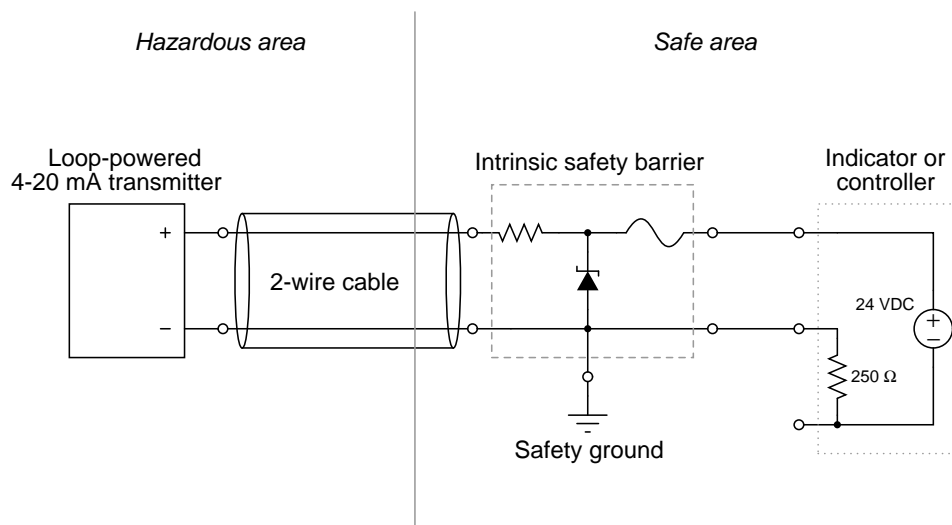 Hazardous area
Safe area
Loop-powered
4-20 mA transmitter
Intrinsic safety barrier
Indicator or
controller
+
2-wire cable
−
24 VDC
+
−
250 Ω
Safety ground